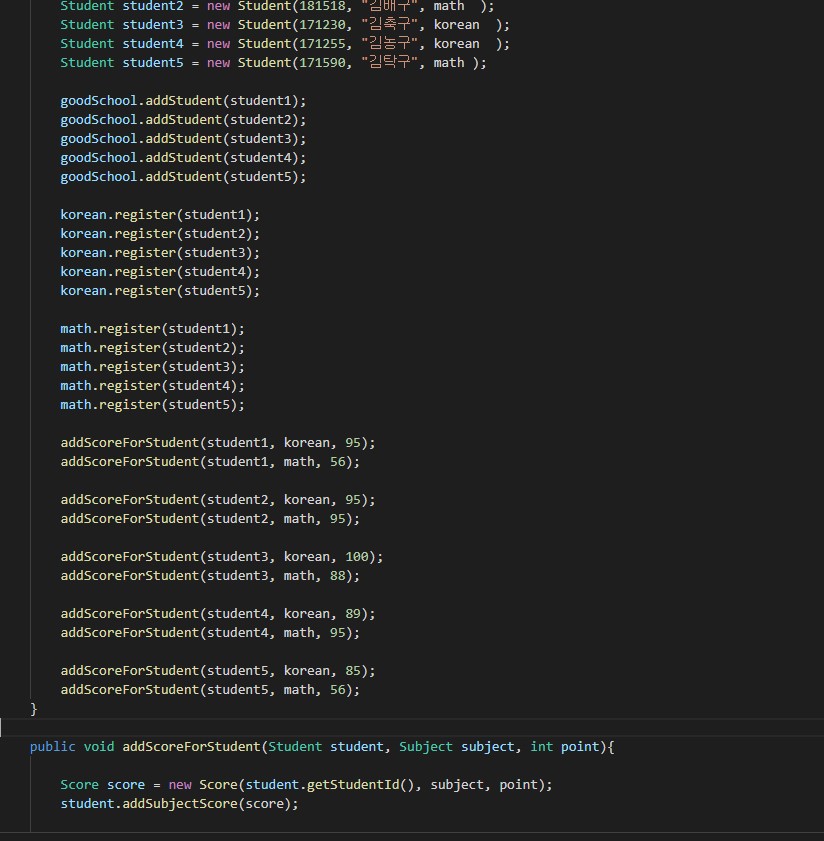 Student student2 = new Student(181518, "김배구", math  );
Student student3 = new Student(171230, "김축구", korean  );
Student student4 = new Student(171255, "김농구", korean  );
Student student5 = new Student(171590, "김탁구", math );
goodSchool.addStudent(student1);
goodSchool.addStudent(student2);
goodSchool.addStudent(student3);
goodSchool.addStudent(student4);
goodSchool.addStudent(student5);
korean.register(student1);
korean.register(student2);
korean.register(student3);
korean.register(student4);
korean.register(student5);
math.register(student1);
math.register(student2);
math.register(student3);
math.register(student4);
math.register(student5);
addScoreForStudent(student1, korean, 95);
addScoreForStudent(student1, math, 56);
addScoreForStudent(student2, korean, 95);
addScoreForStudent(student2, math, 95);
addScoreForStudent(student3, korean, 100);
addScoreForStudent(student3, math, 88);
addScoreForStudent(student4, korean, 89);
addScoreForStudent(student4, math, 95);
addScoreForStudent(student5, korean, 85);
addScoreForStudent(student5, math, 56);
}
public void addScoreForStudent(Student student, Subject subject, int point){
Score score = new Score(student.getStudentId(), subject, point);
student.addSubjectScore(score);